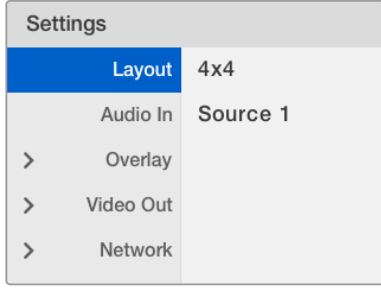 Settings
Layout 4x4
Audio In Source 1
Overlay
Video Out
Network